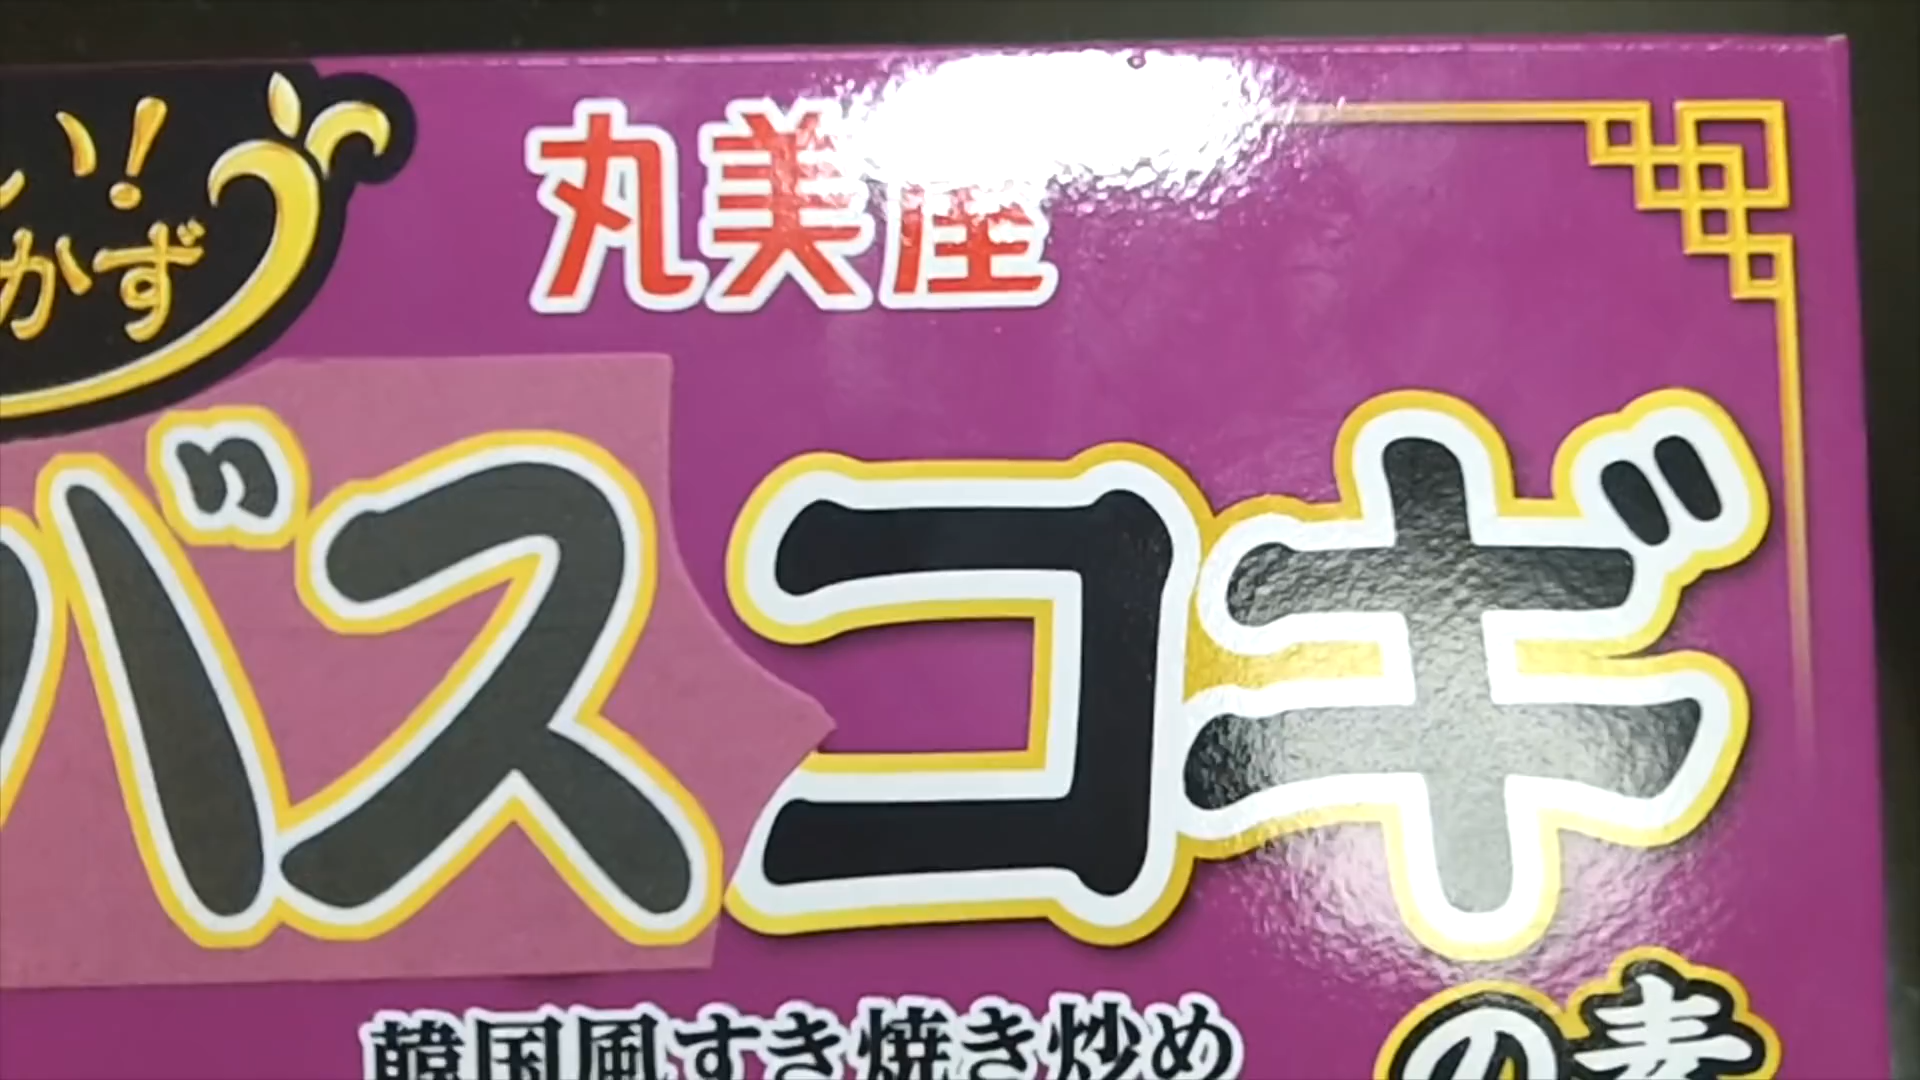 い!
かず
丸美屋
バスコギ
の素
韓国風すき焼き炒め